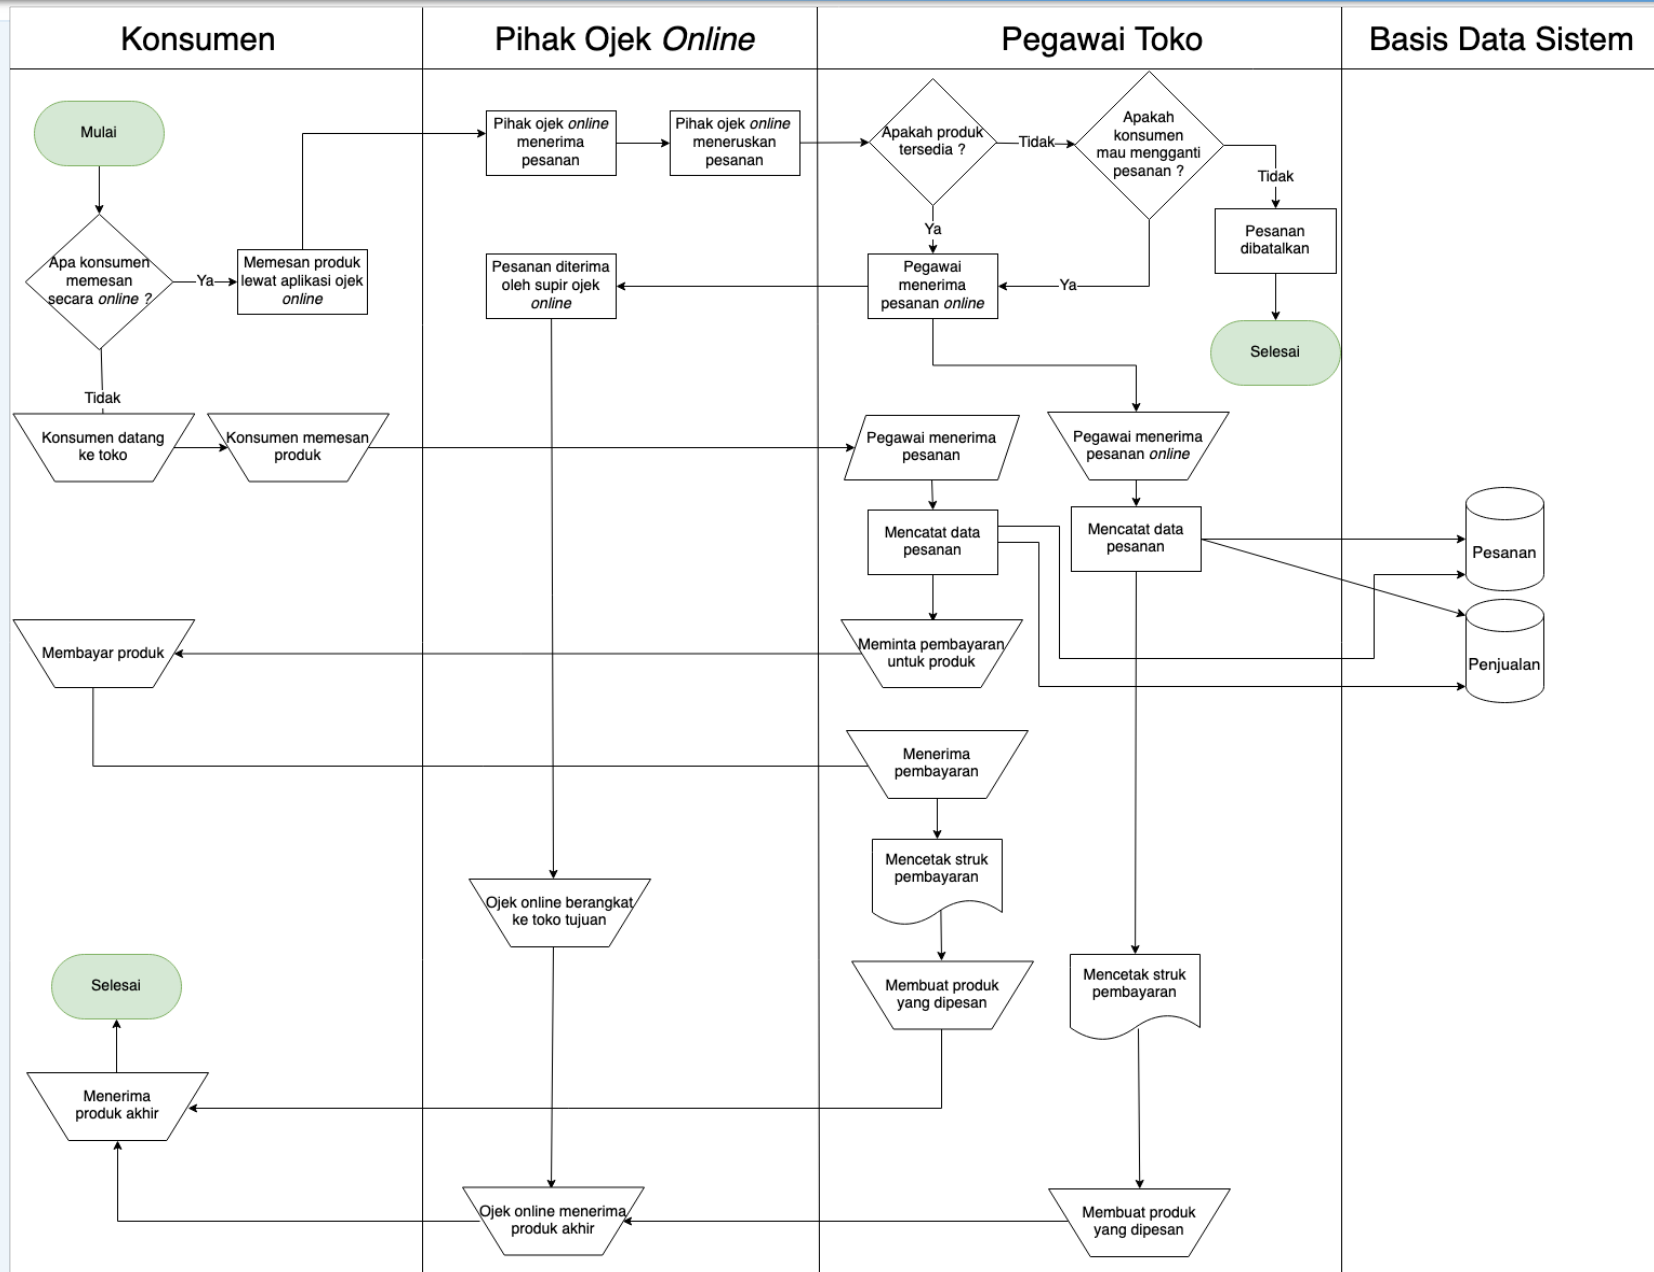 Konsumen
Pihak Ojek Online
Pegawai Toko
Basis Data Sistem
Mulai
Pihak ojek online
menerima
pesanan
Pihak ojek online
meneruskan
pesanan
Apakah produk
tersedia ?
Tidak
Apakah
konsumen
mau mengganti
pesanan ?
Tidak
Ya
Pesanan
dibatalkan
Apa konsumen
memesan
secara online ?
Ya
Memesan produk
lewat aplikasi ojek
online
Pesanan diterima
oleh supir ojek
online
Pegawai
menerima
pesanan online
Ya
Selesai
Tidak
Konsumen datang
ke toko
Konsumen memesan
produk
Pegawai menerima
pesanan
Pegawai menerima
pesanan online
Mencatat data
pesanan
Mencatat data
pesanan
Pesanan
Membayar produk
Meminta pembayaran
untuk produk
Penjualan
Menerima
pembayaran
Mencetak struk
pembayaran
Ojek online berangkat
ke toko tujuan
Selesai
Membuat produk
yang dipesan
Mencetak struk
pembayaran
Menerima
produk akhir
Ojek online menerima
produk akhir
Membuat produk
yang dipesan